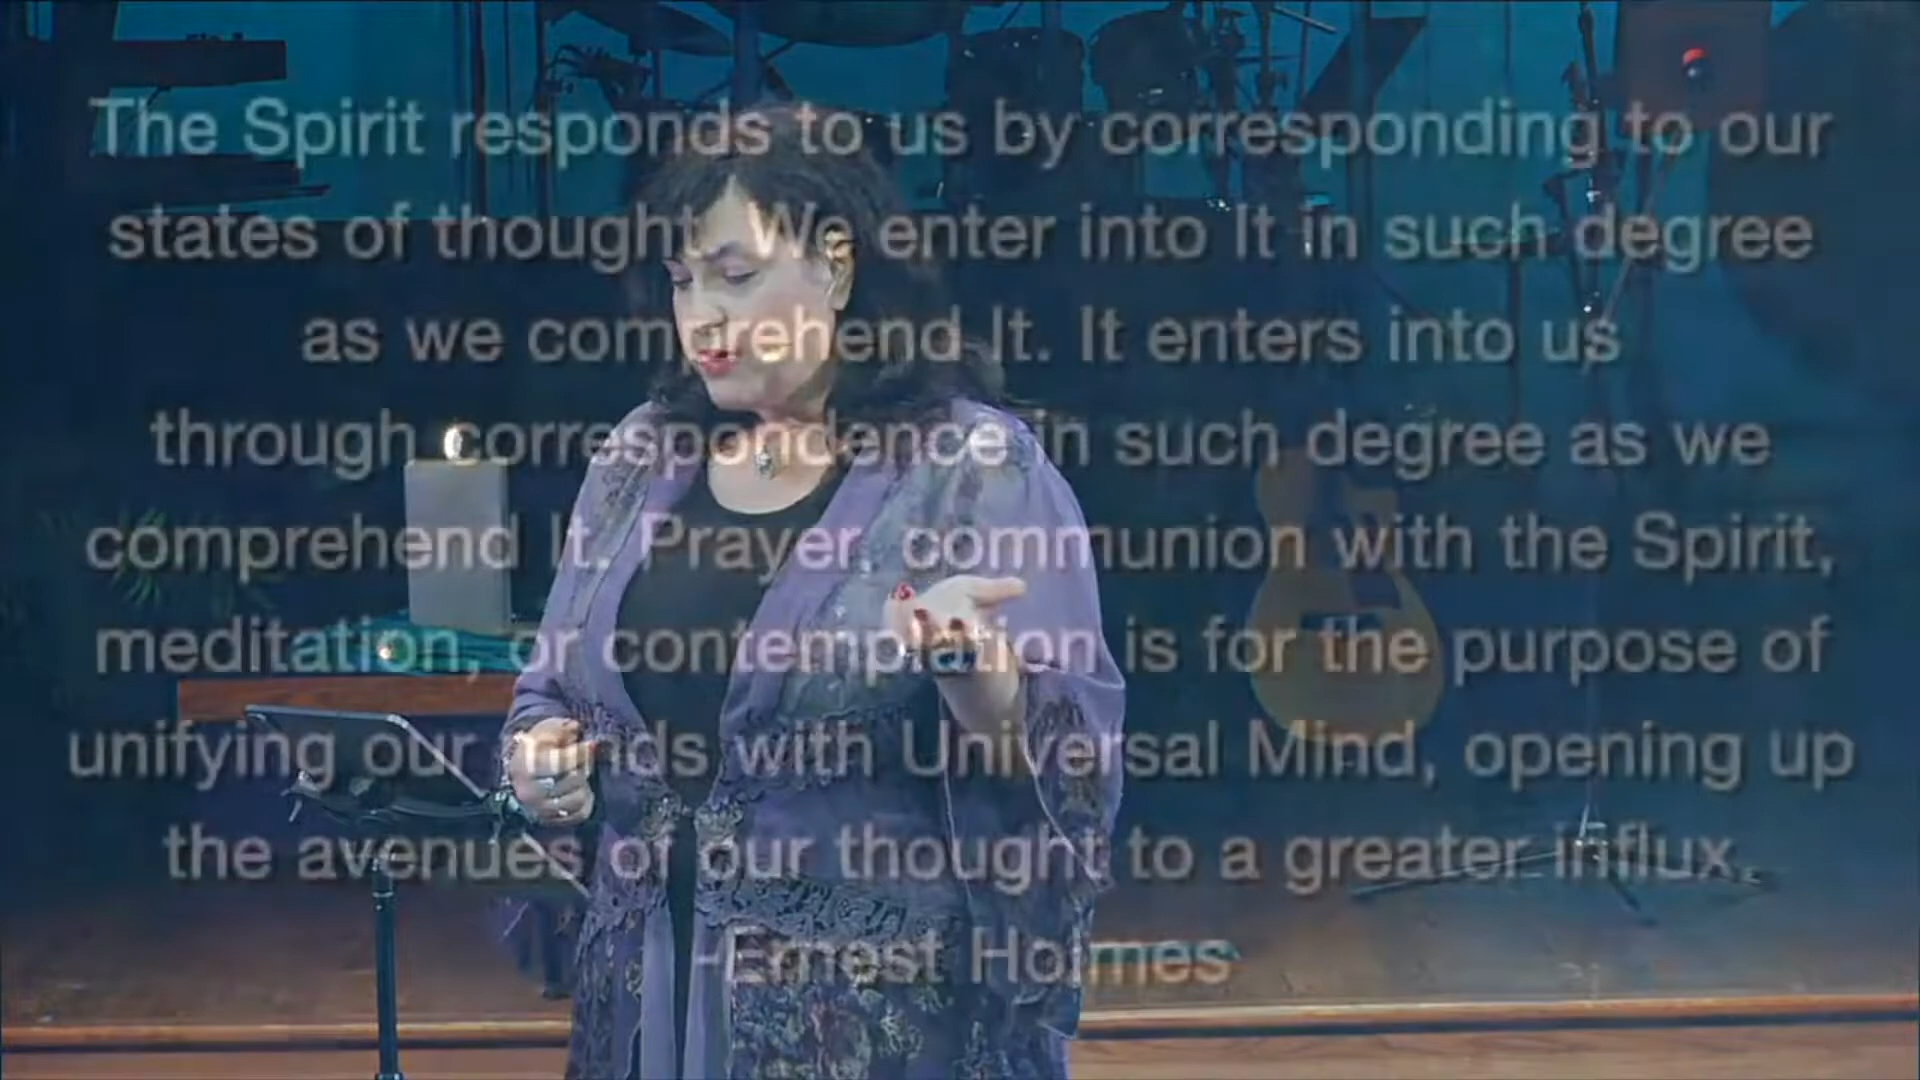 The Spirit responds to us by corresponding to our
states of thought. We enter into It in such degree
as we comprehend It. It enters into us
through correspondence in such degree as we
comprehend It. Prayer, communion with the Spirit,
meditation, or contemplation is for the purpose of
unifying our minds with Universal Mind, opening up
the avenues of our thought to a greater influx.
-Ernest Holmes